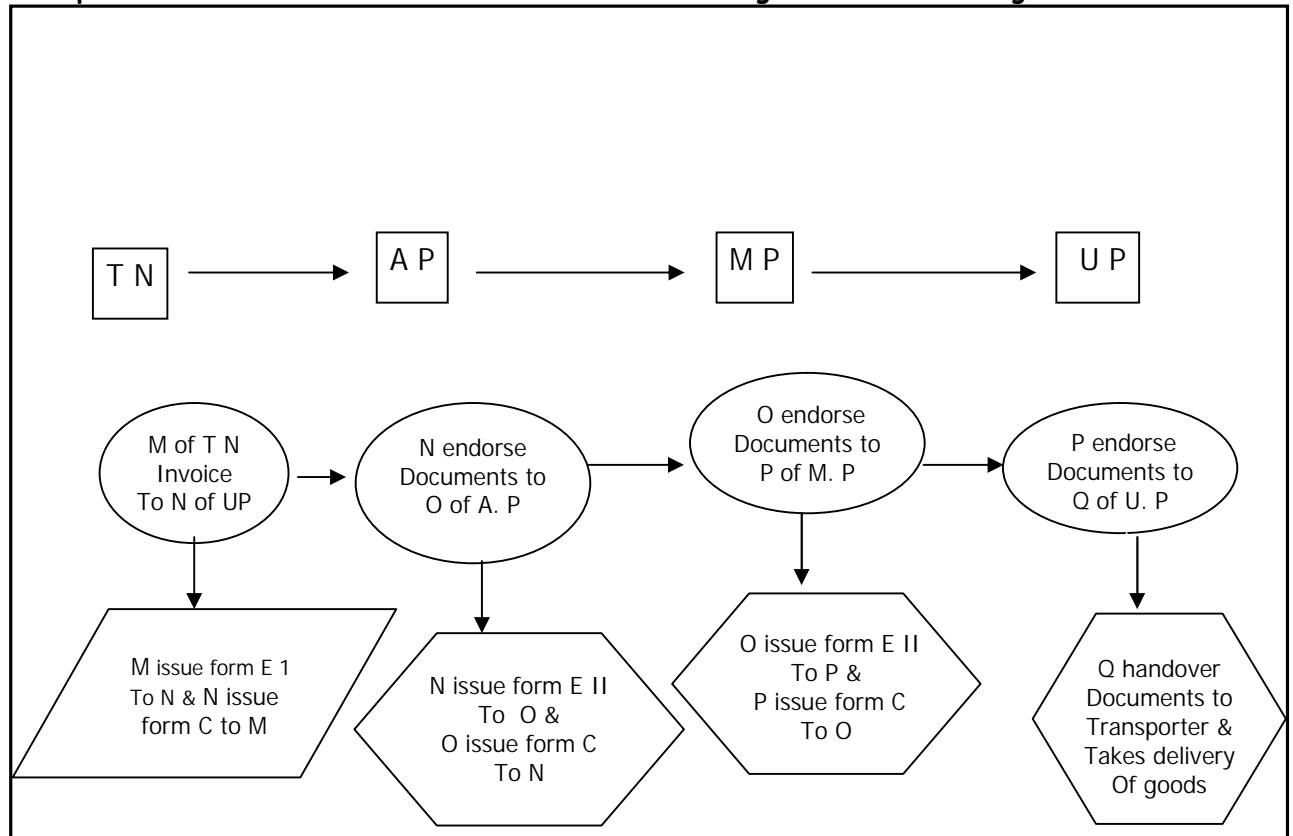 T N
A P
M P
U P
M of T N
Invoice
To N of UP
N endorse
Documents to
O of A. P
O endorse
Documents to
P of M. P
P endorse
Documents to
Q of U. P
M issue form E 1
To N & N issue
form C to M
N issue form E II
To O &
O issue form C
To N
O issue form E II
To P &
P issue form C
To O
Q handover
Documents to
Transporter &
Takes delivery
Of goods